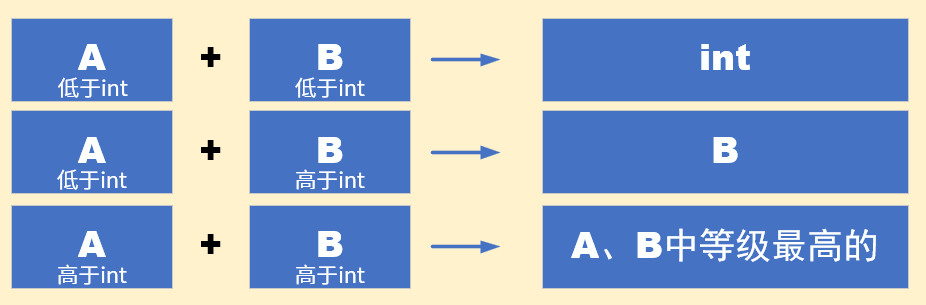 A + B int
低于int 低于int
A + B B
低于int 高于int
A + B A、B中等级最高的
高于int 高于int